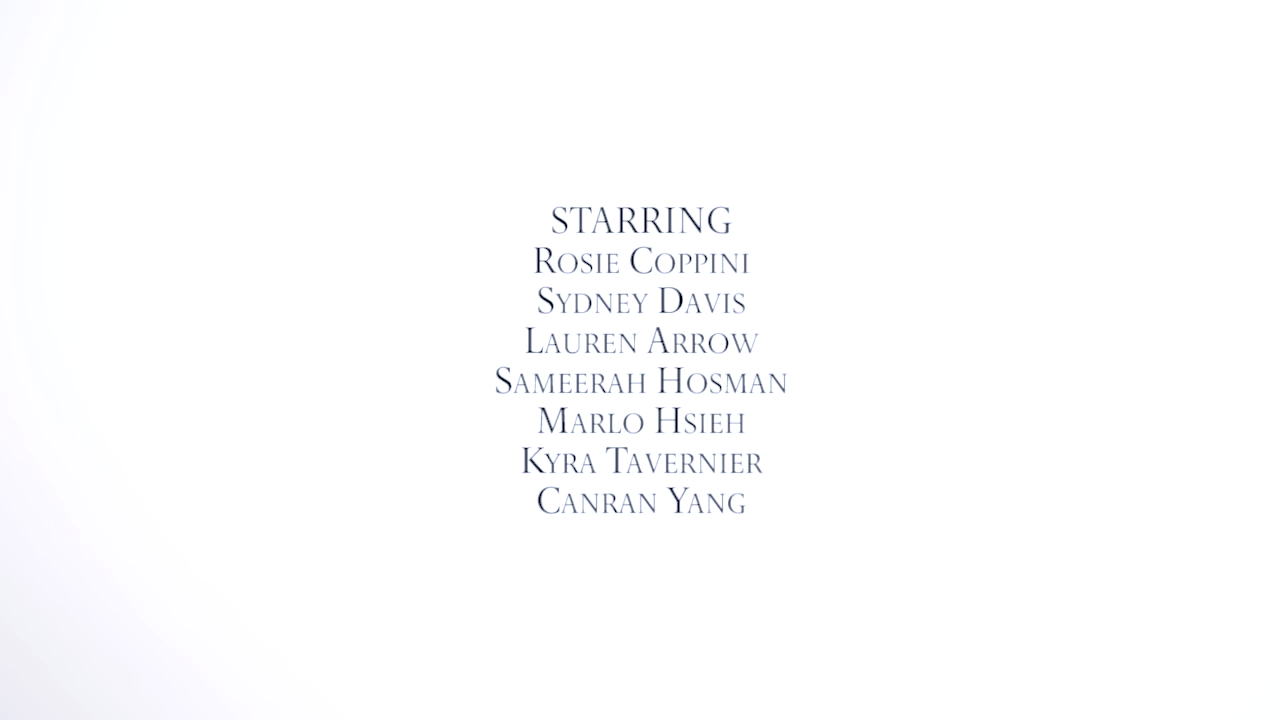 STARRING
Rosie Coppini
Sydney Davis
Lauren Arrow
Sameerah Hosman
Marlo Hsieh
Kyra Tavernier
Canran Yang